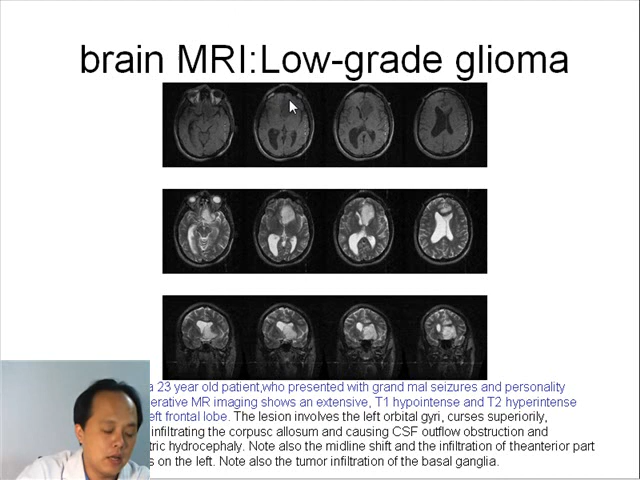 brain MRI:Low-grade glioma
a 23 year old patient,who presented with grand mal seizures and personality
erative MR imaging shows an extensive, T1 hypointense and T2 hyperintense
eft frontal lobe. The lesion involves the left orbital gyri, curses superiorily,
infiltrating the corpusc allosum and causing CSF outflow obstruction and
tric hydrocephaly. Note also the midline shift and the infiltration of theanterior part
s on the left. Note also the tumor infiltration of the basal ganglia.